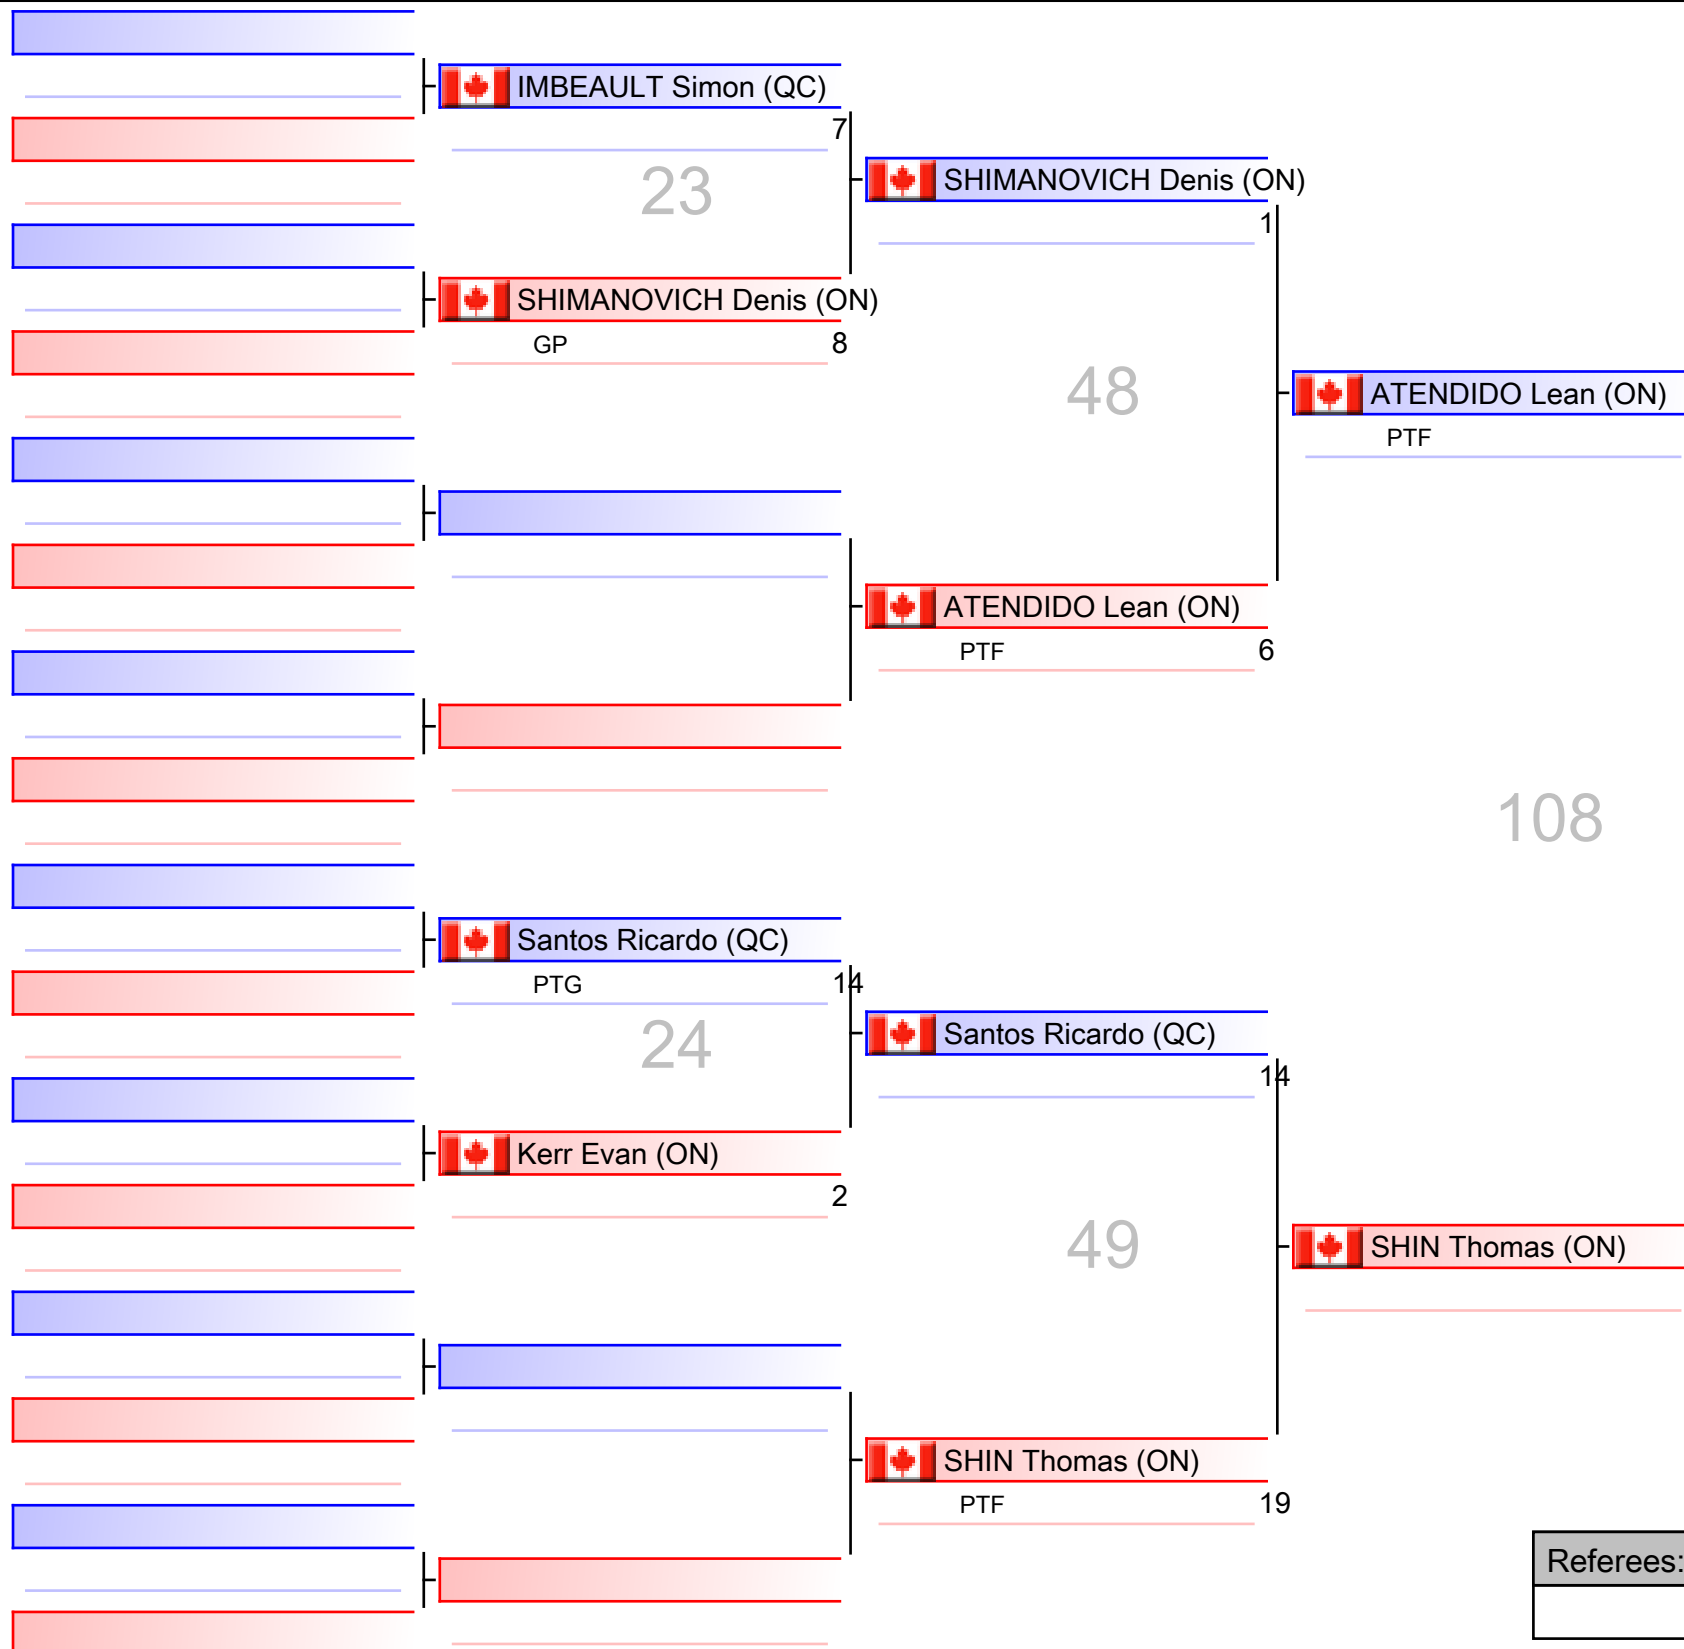 IMBEAULT Simon (QC)
7
23
SHIMANOVICH Denis (ON)
1
SHIMANOVICH Denis (ON)
GP 8
48
ATENDIDO Lean (ON)
PTF
ATENDIDO Lean (ON)
PTF 6
108
Santos Ricardo (QC)
PTG 14
24
Santos Ricardo (QC)
14
Kerr Evan (ON)
2
49
SHIN Thomas (ON)
SHIN Thomas (ON)
PTF 19
Referees: